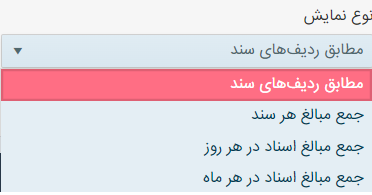 نوع نمایش
مطابق ردیف‌های سند
مطابق ردیف‌های سند
جمع مبالغ هر سند
جمع مبالغ اسناد در هر روز
جمع مبالغ اسناد در هر ماه